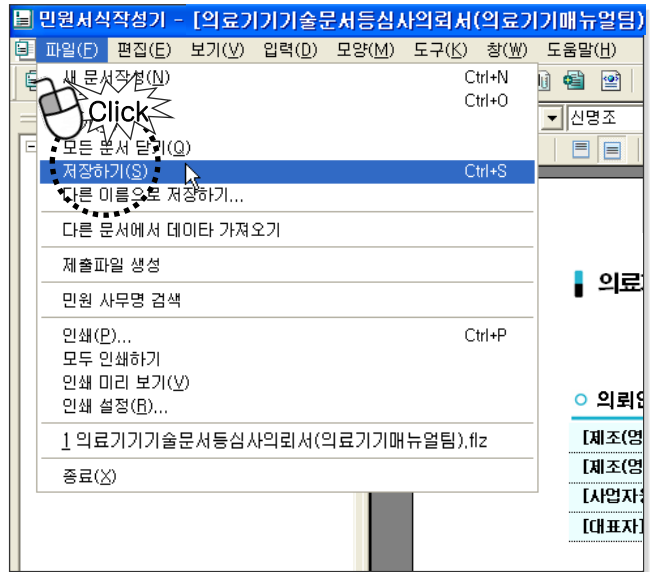 민원서식작성기 - [의료기기기술문서등심사의뢰서(의료기기매뉴얼팀)
파일(F) 편집(E) 보기(V) 입력(D) 모양(M) 도구(K) 창(W) 도움말(H)
새 문서작성(N) Ctrl+N
Ctrl+O
Click
신명조
모든 문서 닫기(Q)
저장하기(S) Ctrl+S
다른 이름으로 저장하기...
다른 문서에서 데이타 가져오기
제출파일 생성
의료
민원 사무명 검색
인쇄(P)... Ctrl+P
모두 인쇄하기
인쇄 미리 보기(V)
인쇄 설정(R)...
의뢰인
1 의료기기기술문서등심사의뢰서(의료기기매뉴얼팀).flz
[제조(영
[제조(영
종료(X)
[사업자
[대표자]